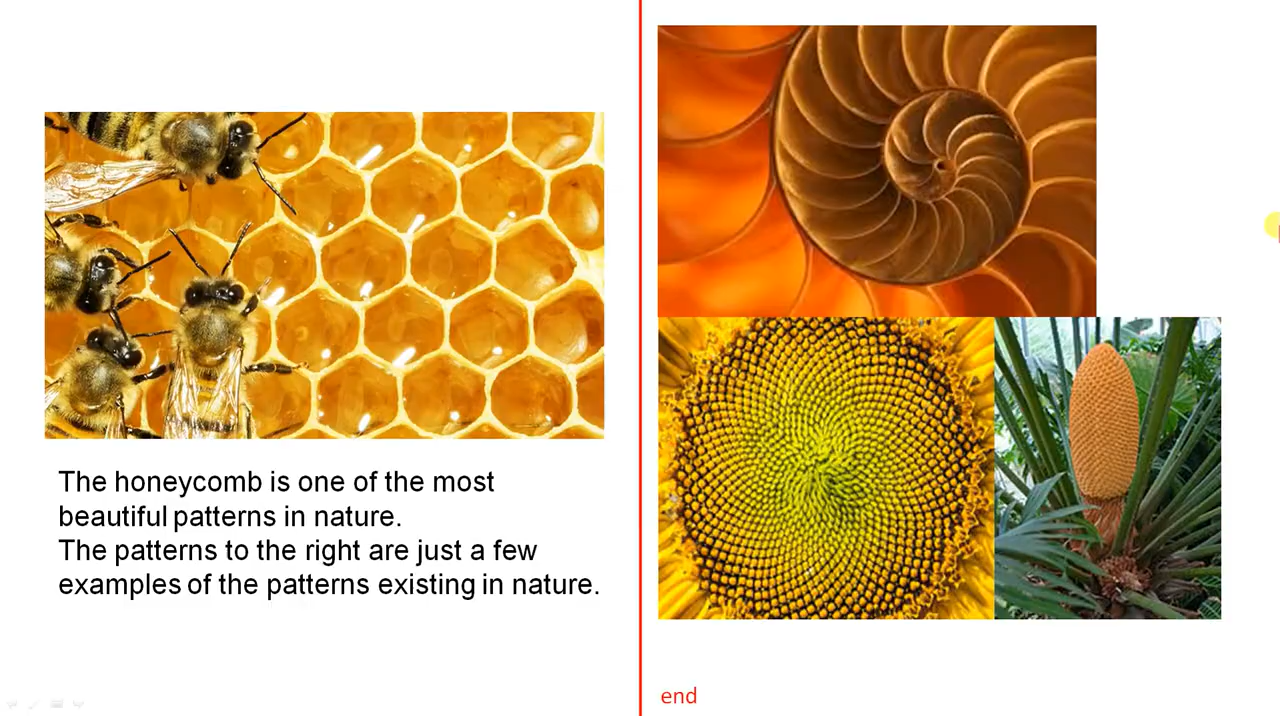 The honeycomb is one of the most
beautiful patterns in nature.
The patterns to the right are just a few
examples of the patterns existing in nature.
end